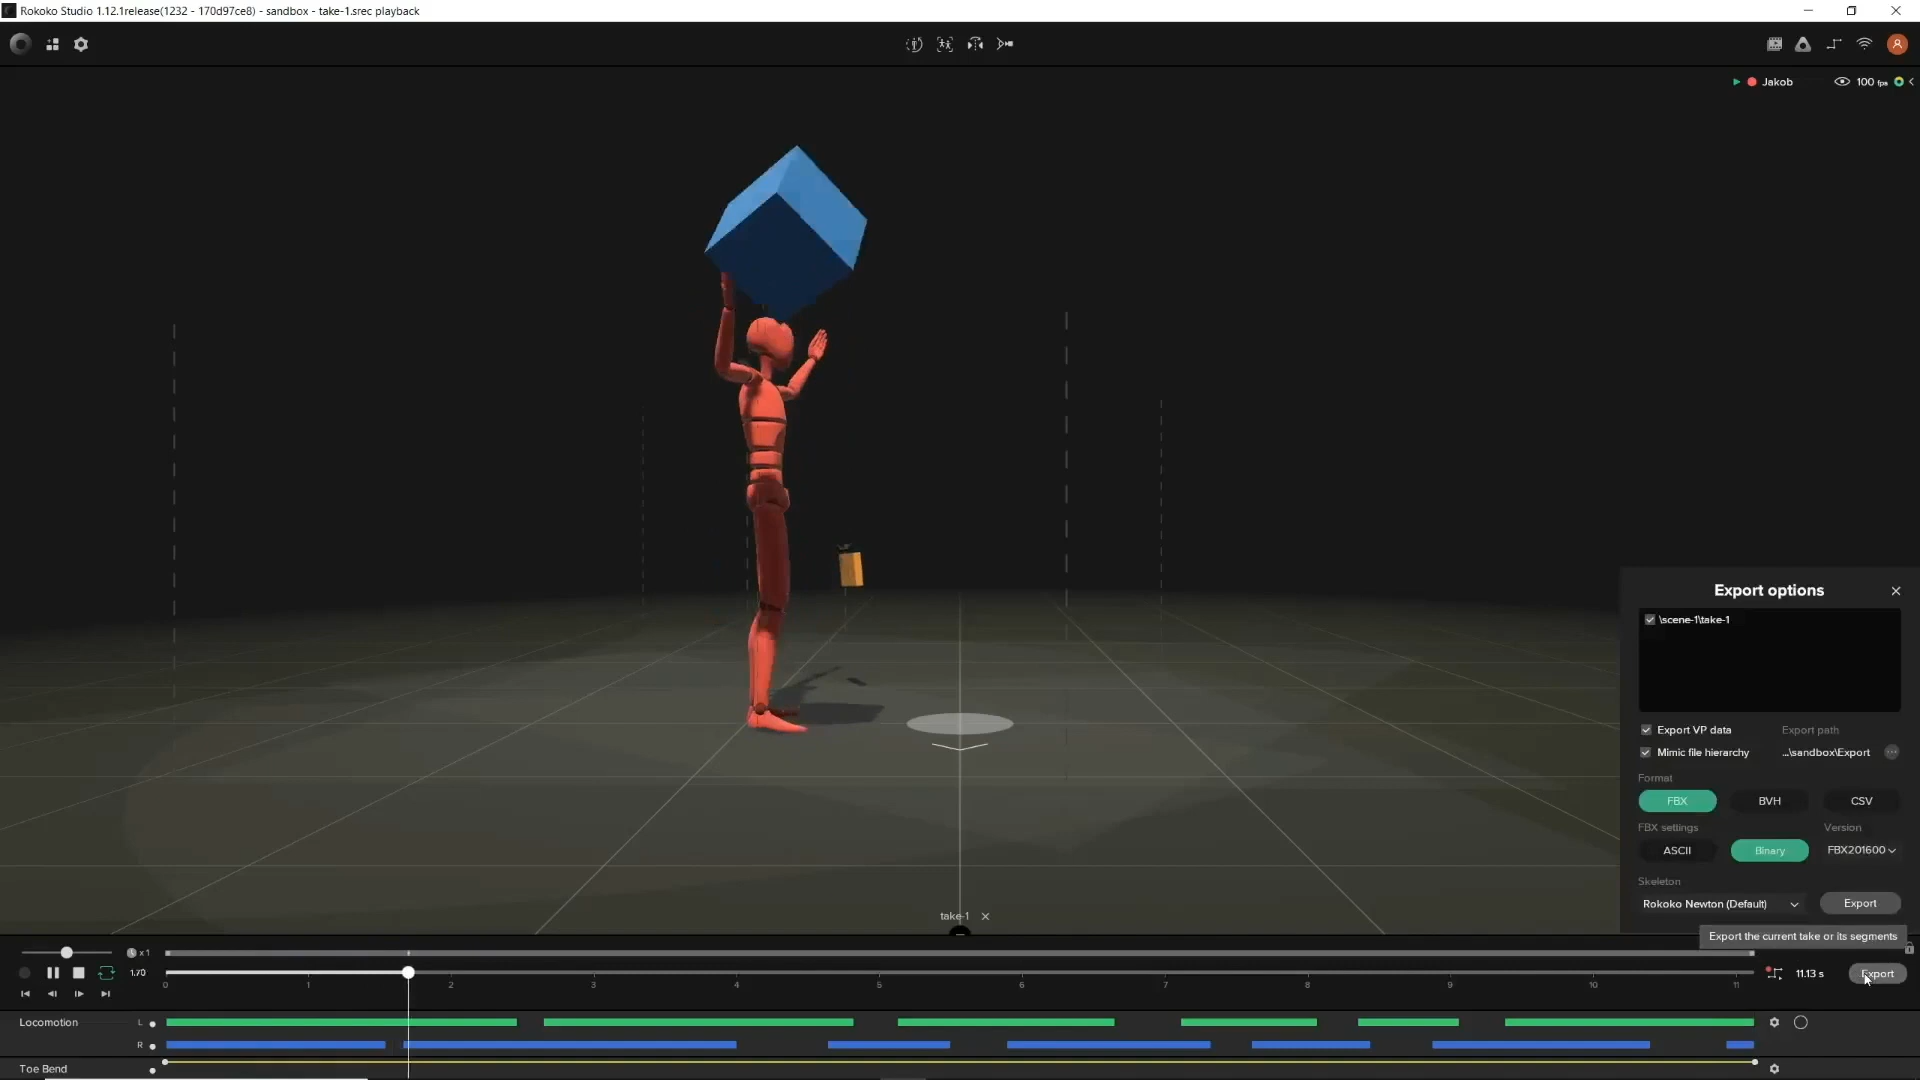 Rokoko Studio 1.12.1release(1232 - 170d97ce8) - sandbox - take-1.srec playback
Jakob 100 fps
Export options
\scene-1\take-1
Export VP data Export path
Mimic file hierarchy ...\sandbox\Export
Format
FBX BVH CSV
FBX settings Version
ASCII Binary FBX201600
Skeleton
Rokoko Newton (Default) Export
take-1
Export the current take or its segments
x 1
1.70 11.13 s Export
0 1 2 3 4 5 6 7 8 9 10 11
Locomotion L
R
Toe Bend